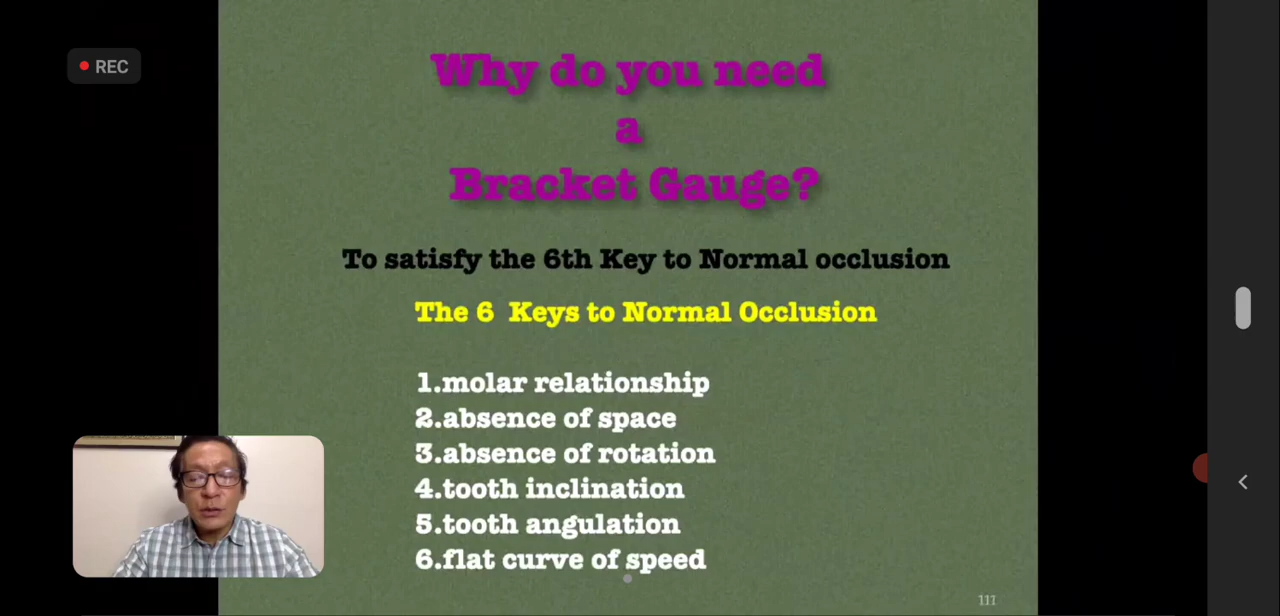 REC
Why do you need
a
Bracket Gauge?
To satisfy the 6th Key to Normal occlusion
The 6 Keys to Normal Occlusion
1.molar relationship
2.absence of space
3.absence of rotation
4.tooth inclination
5.tooth angulation
6.flat curve of speed
111